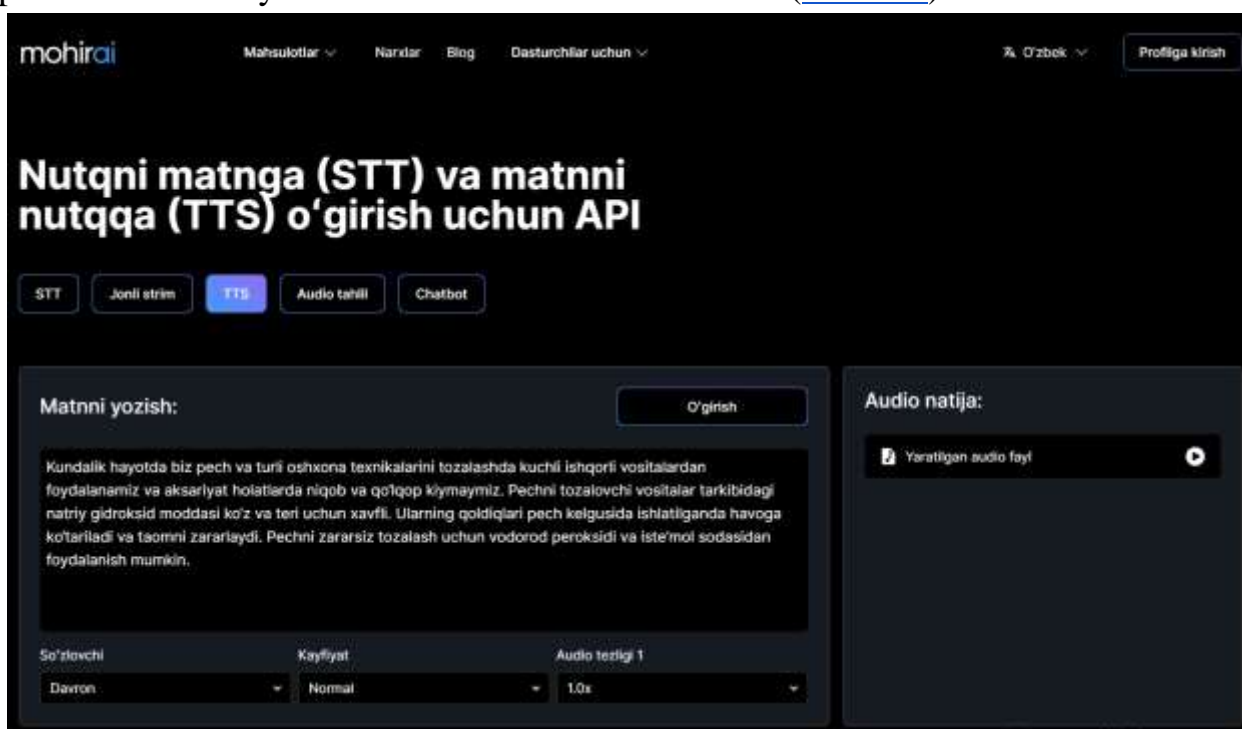 mohirai
Mahsulotlar
Narxlar
Blog
Dasturchilar uchun
O'zbek
Profilga kirish
Nutqni matnga (STT) va matnni
nutqqa (TTS) o‘girish uchun API
STT
Jonli strim
TTS
Audio tahlil
Chatbot
Matnni yozish:
O'girish
Kundalik hayotda biz pech va turli oshxona texnikalarini tozalashda kuchli ishqorli vositalardan
foydalanamiz va aksariyat holatlarda niqob va qo'lqop kiymaymiz. Pechni tozalovchi vositalar tarkibidagi
natriy gidroksid moddasi ko'z va teri uchun xavfli. Ularning qoldiqlari pech kelgusida ishlatilganda havoga
ko'tariladi va taomni zararlaydi. Pechni zararsiz tozalash uchun vodorod peroksidi va iste'mol sodasidan
foydalanish mumkin.
So'zlovchi
Kayfiyat
Audio tezligi 1
Davron
Normal
1.0x
Audio natija:
Yaratilgan audio fayl